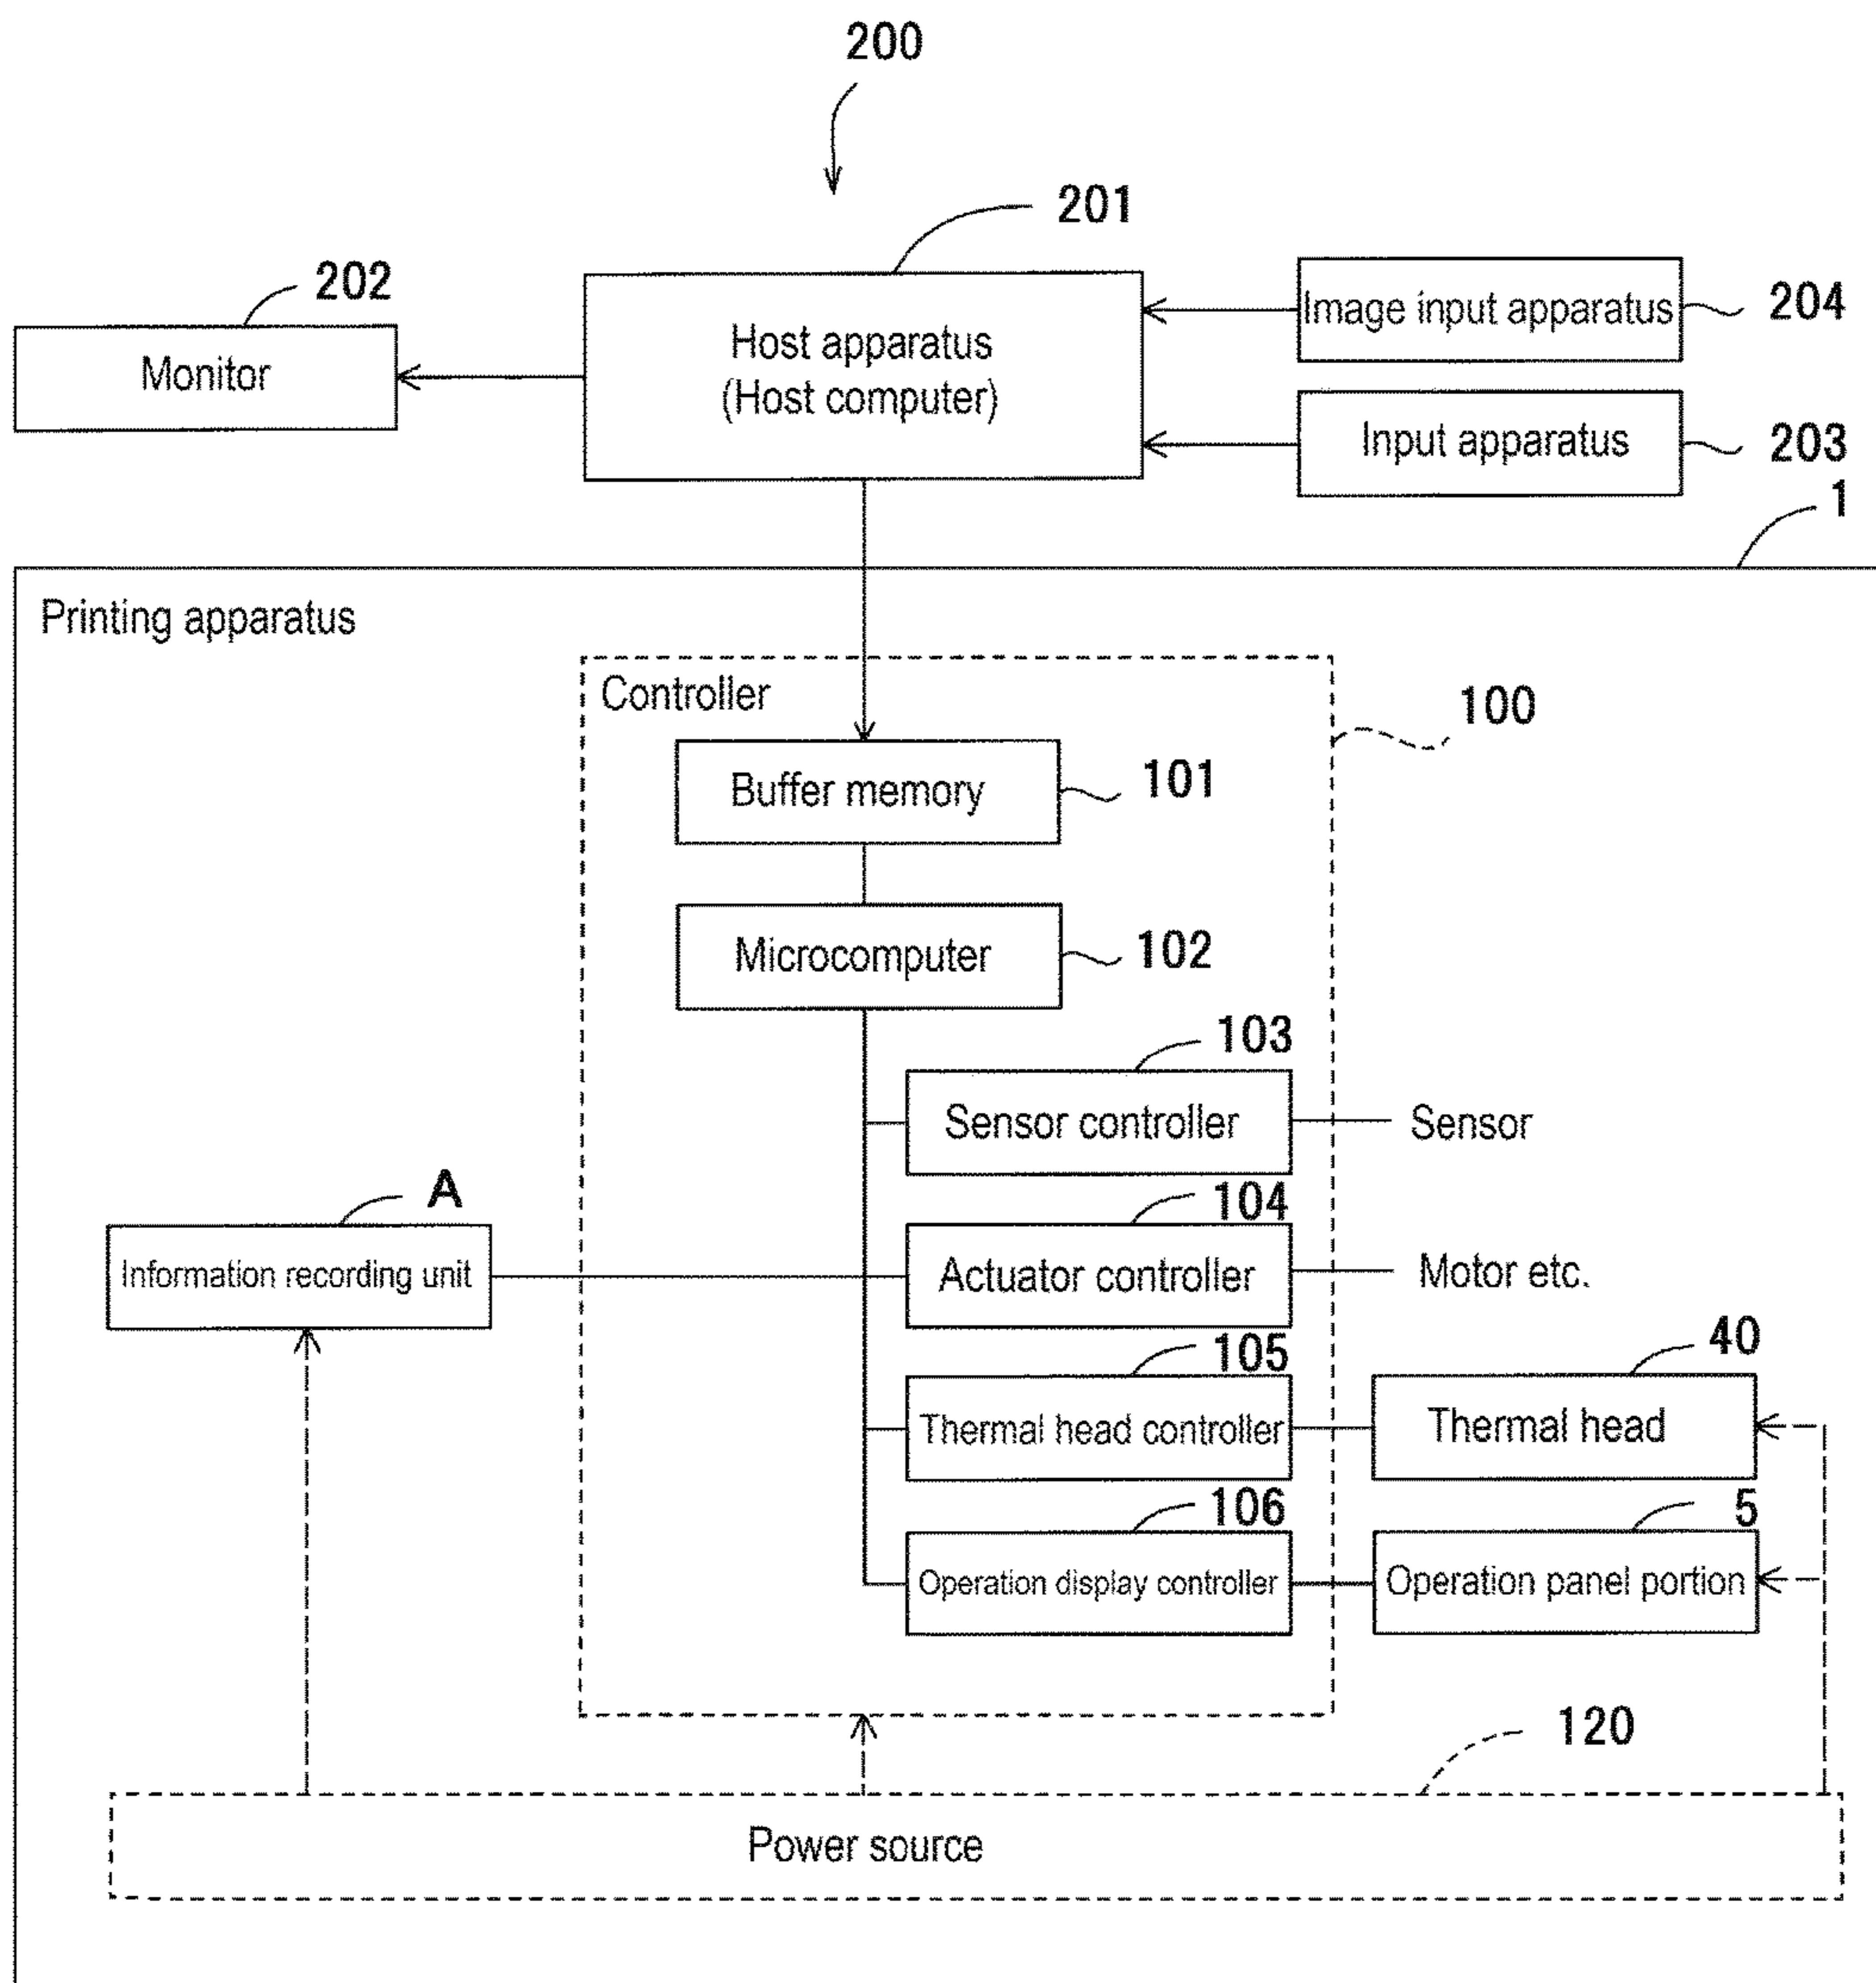 200
201
202
Image input apparatus
204
Monitor
Host apparatus
(Host computer)
Input apparatus
203
1
Printing apparatus
Controller
100
Buffer memory
101
Microcomputer
102
103
Sensor controller
Sensor
A
104
Information recording unit
Actuator controller
Motor etc.
105
40
Thermal head controller
Thermal head
106
5
Operation display controller
Operation panel portion
120
Power source